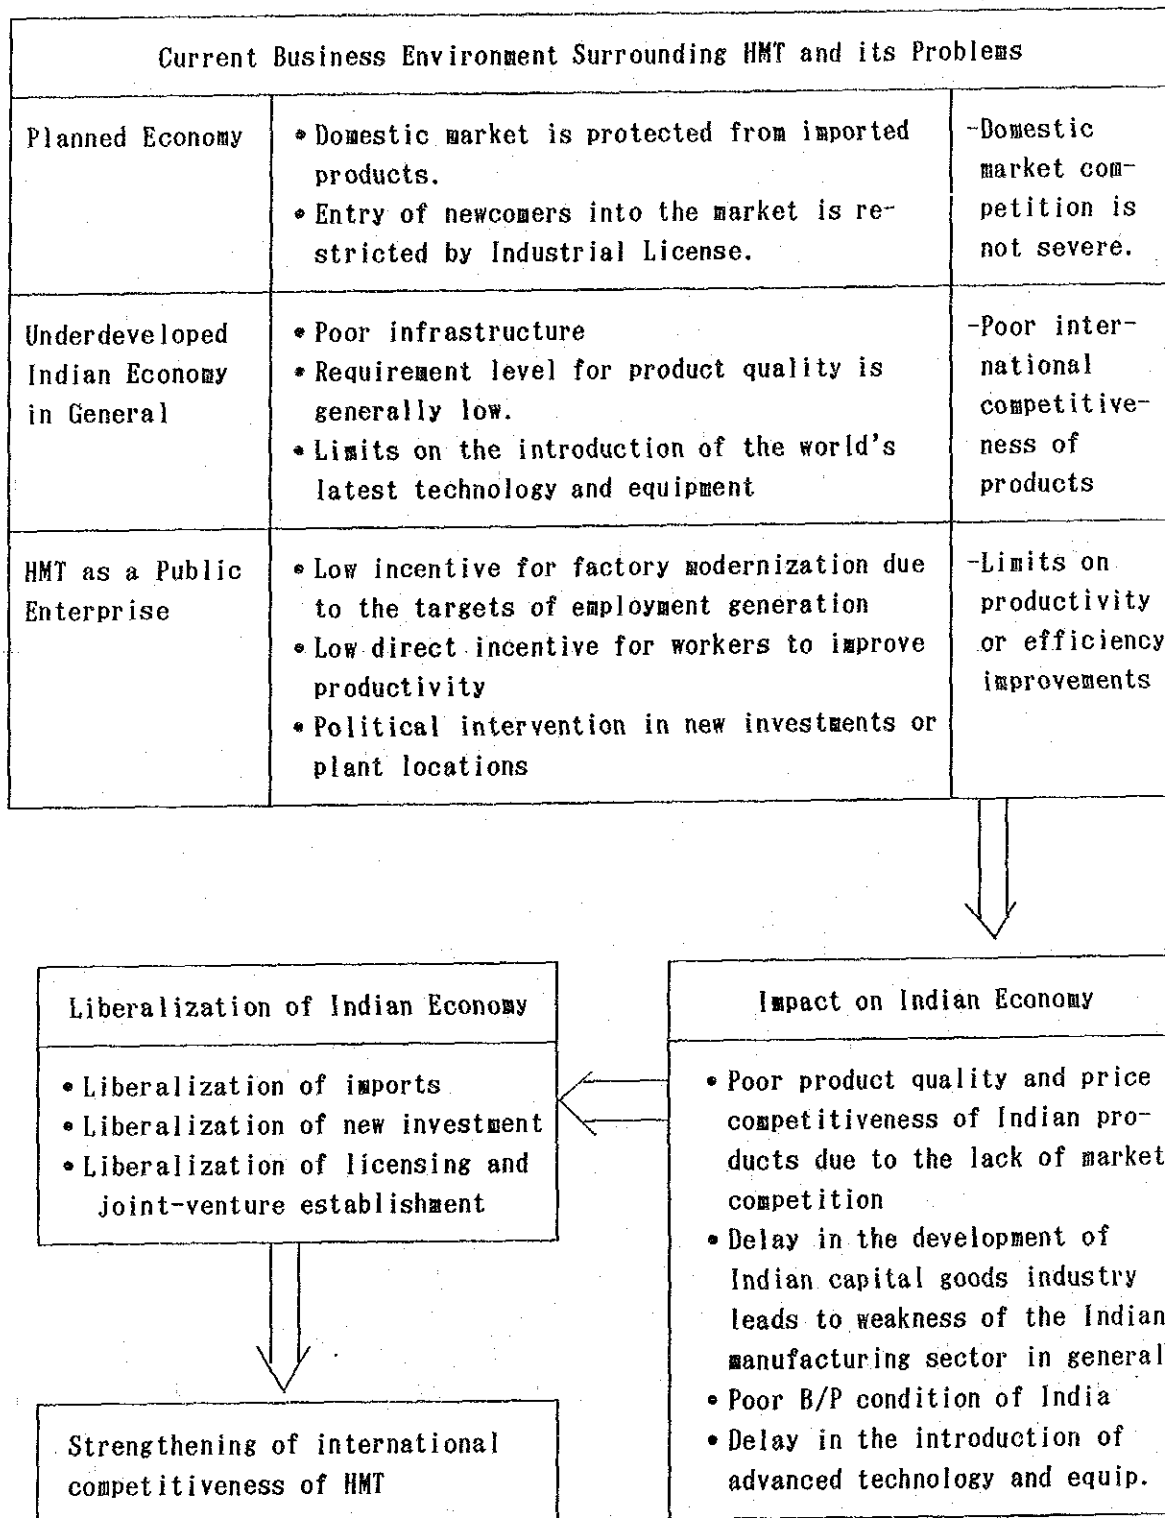 Current Business Environment Surrounding HMT and its Problems
Planned Economy
• Domestic market is protected from imported
products.
• Entry of newcomers into the market is re-
stricted by Industrial License.
-Domestic
market com-
petition is
not severe.
Underdeveloped
Indian Economy
in General
• Poor infrastructure
• Requirement level for product quality is
generally low.
• Limits on the introduction of the world's
latest technology and equipment
-Poor inter-
national
competitive-
ness of
products
HMT as a Public
Enterprise
• Low incentive for factory modernization due
to the targets of employment generation
• Low direct incentive for workers to improve
productivity
• Political intervention in new investments or
plant locations
-Limits on
productivity
or efficiency
improvements
Liberalization of Indian Economy
• Liberalization of imports
• Liberalization of new investment
• Liberalization of licensing and
joint-venture establishment
Impact on Indian Economy
• Poor product quality and price
competitiveness of Indian pro-
ducts due to the lack of market
competition
• Delay in the development of
Indian capital goods industry
leads to weakness of the Indian
manufacturing sector in general
• Poor B/P condition of India
• Delay in the introduction of
advanced technology and equip.
Strengthening of international
competitiveness of HMT